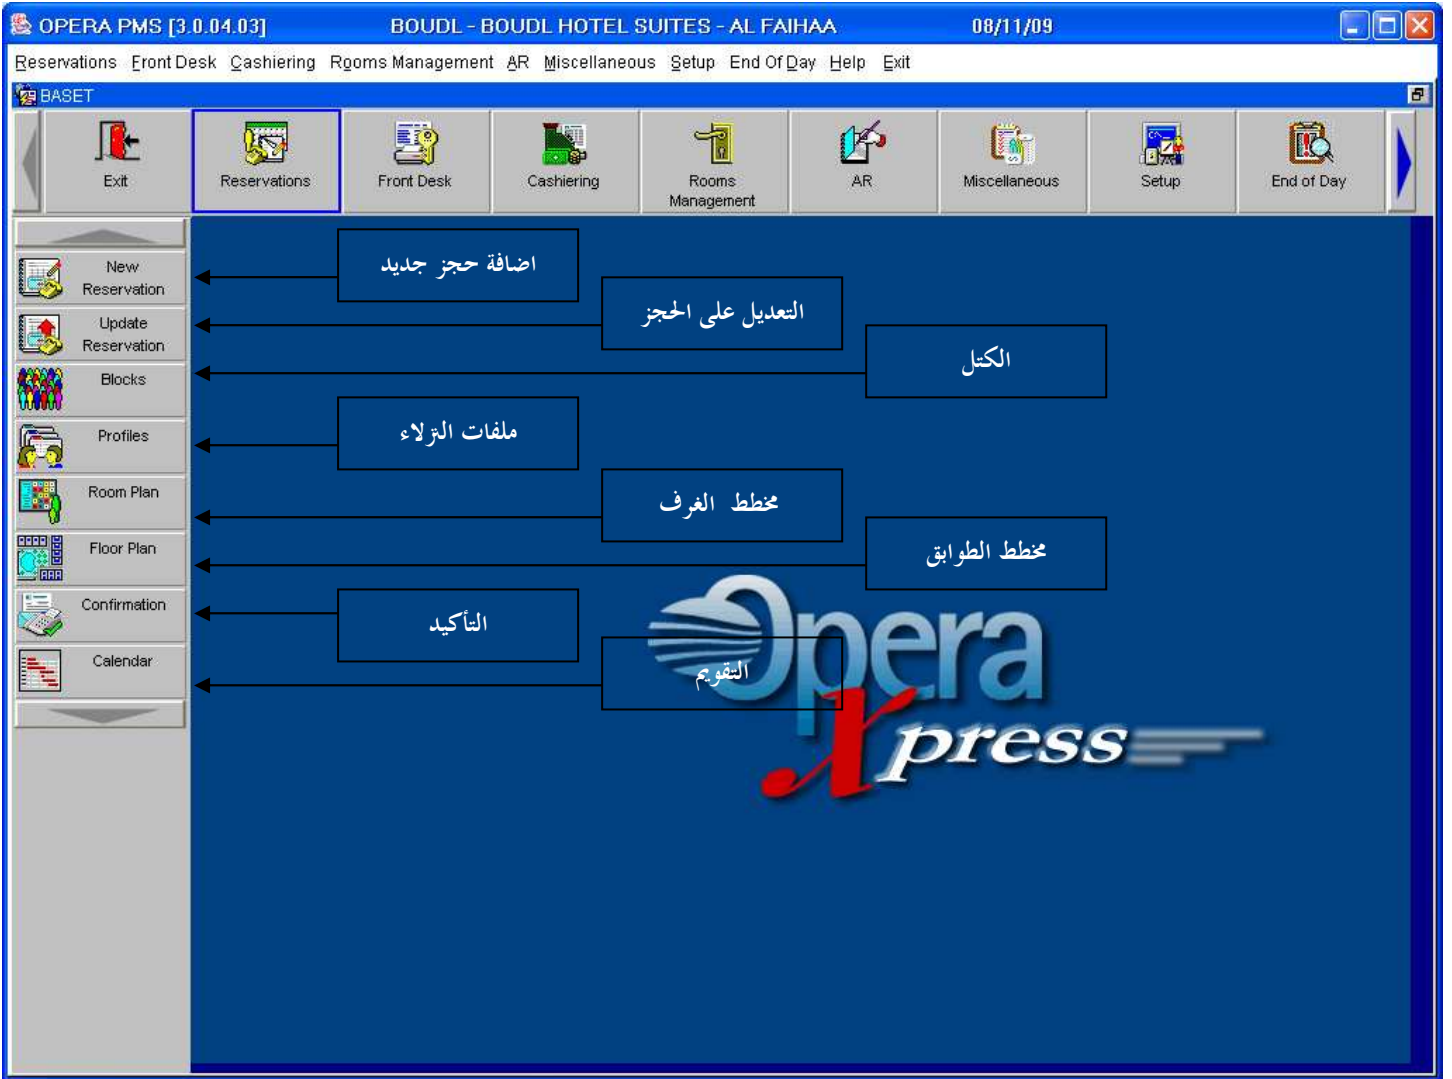 OPERA PMS [3.0.04.03] BOUDL - BOUDL HOTEL SUITES - AL FAIHAA 08/11/09
Reservations Front Desk Cashiering Rooms Management AR Miscellaneous Setup End Of Day Help Exit
BASET
Exit
Reservations
Front Desk
Cashiering
Rooms
Management
AR
Miscellaneous
Setup
End of Day
New
Reservation
اضافة حجز جديد
Update
Reservation
التعديل على الحجز
Blocks
الكتل
Profiles
ملفات النزلاء
Room Plan
مخطط الغرف
Floor Plan
مخطط الطوابق
Confirmation
التأكيد
Calendar
التقويم
Opera
Xpress